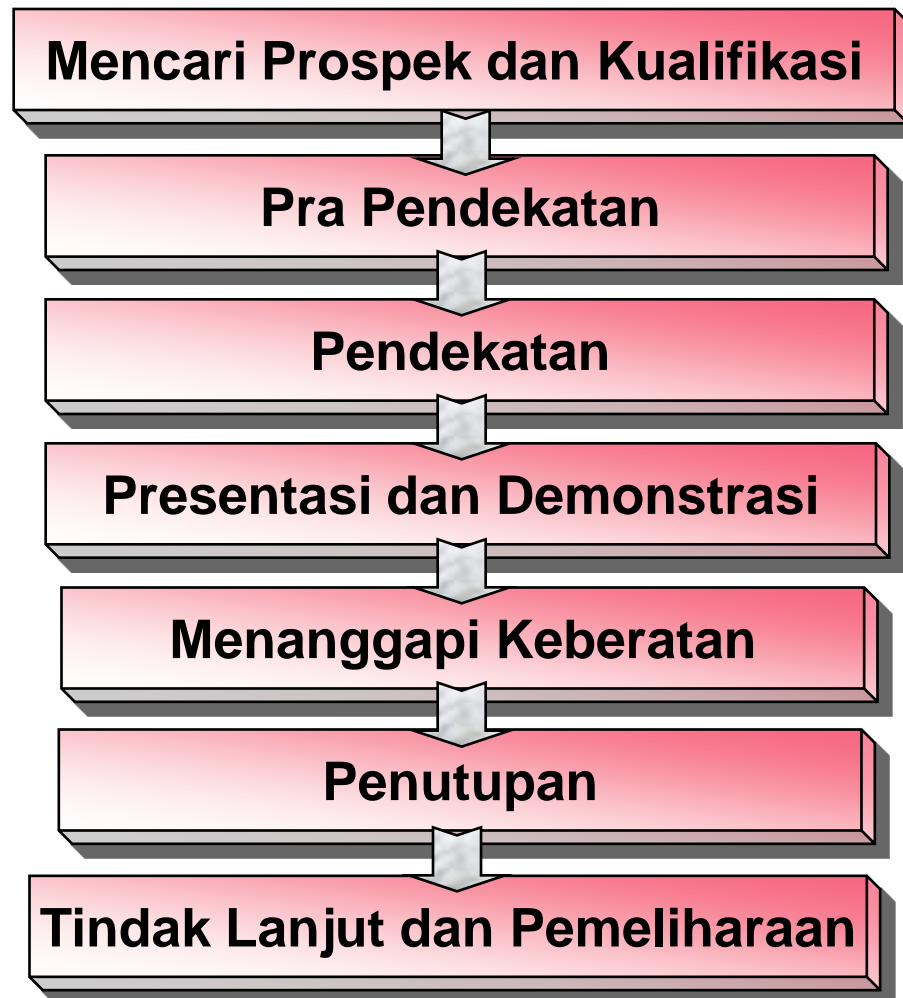 Mencari Prospek dan Kualifikasi
Pra Pendekatan
Pendekatan
Presentasi dan Demonstrasi
Menanggapi Keberatan
Penutupan
Tindak Lanjut dan Pemeliharaan